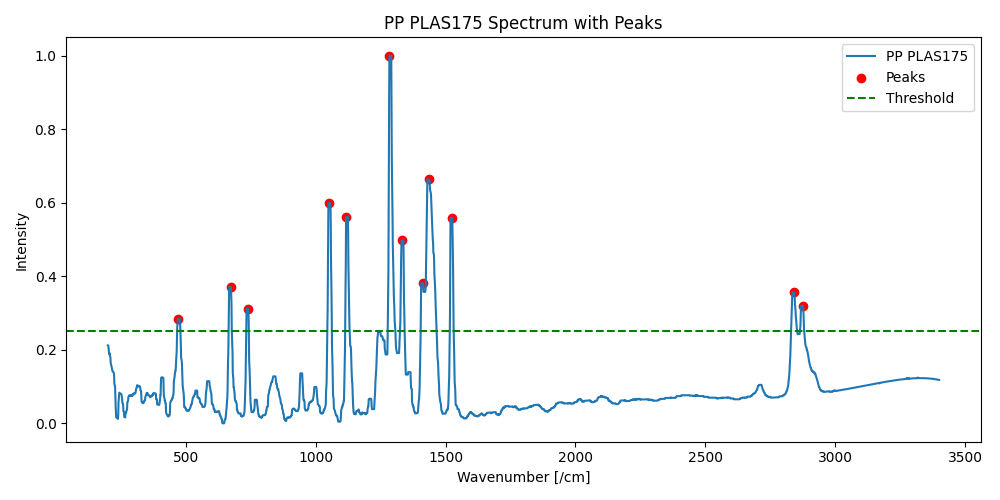 PP PLAS175 Spectrum with Peaks
PP PLAS175
Peaks
Threshold
Intensity
1.0
0.8
0.6
0.4
0.2
0.0
500 1000 1500 2000 2500 3000 3500
Wavenumber [/cm]